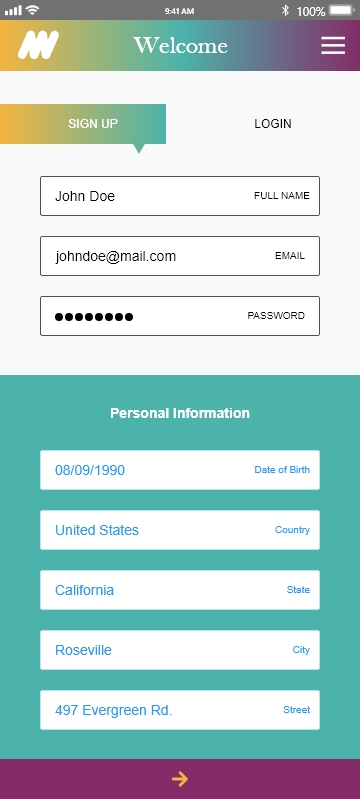 9:41 AM 100%
Welcome
SIGN UP LOGIN
John Doe FULL NAME
johndoe@mail.com EMAIL
PASSWORD
Personal Information
08/09/1990 Date of Birth
United States Country
California State
Roseville City
497 Evergreen Rd. Street